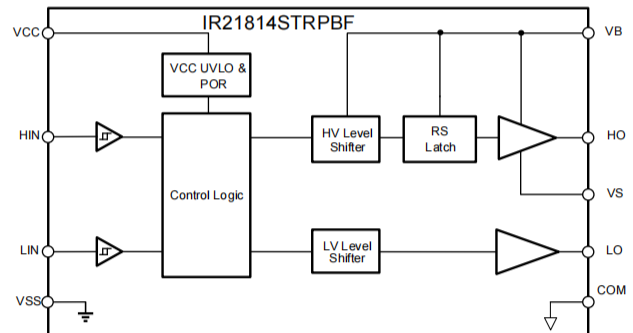 IR21814STRPBF
VCC
VB
VCC UVLO &
POR
HIN
HV Level
Shifter
RS
Latch
HO
Control Logic
VS
LIN
LV Level
Shifter
LO
VSS
COM